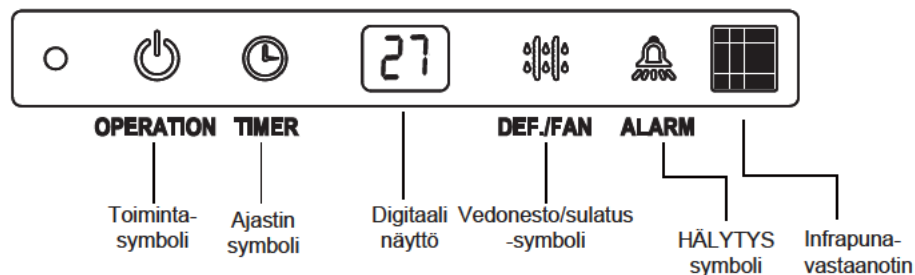 27
OPERATION TIMER DEF./FAN ALARM
Toiminta-
symboli
Ajastin
symboli
Digitaali
näyttö
Vedonesto/sulatus
-symboli
HÄLYTYS
symboli
Infrapuna-
vastaanotin